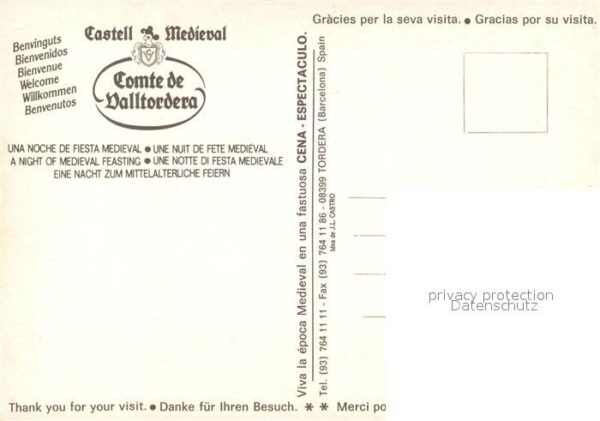 Gràcies per la seva visita. ● Gracias por su visita.
Castell Medieval
Benvinguts
Bienvenidos
Bienvenue
Welcome
Willkommen
Benvenutos
Comte de
Valltordera
UNA NOCHE DE FIESTA MEDIEVAL ● UNE NUIT DE FETE MEDIEVAL
A NIGHT OF MEDIEVAL FEASTING ● UNE NOTTE DI FESTA MEDIEVALE
EINE NACHT ZUM MITTELALTERLICHE FEIERN
Viva la época Medieval en una fastuosa CENA - ESPECTACULO.
Tel. (93) 764 11 11 - Fax (93) 764 11 86 - 08399 TORDERA (Barcelona) Spain
Idea de J.L. CASTRO
privacy protection
Datenschutz
Thank you for your visit. ● Danke für Ihren Besuch. * * Merci po